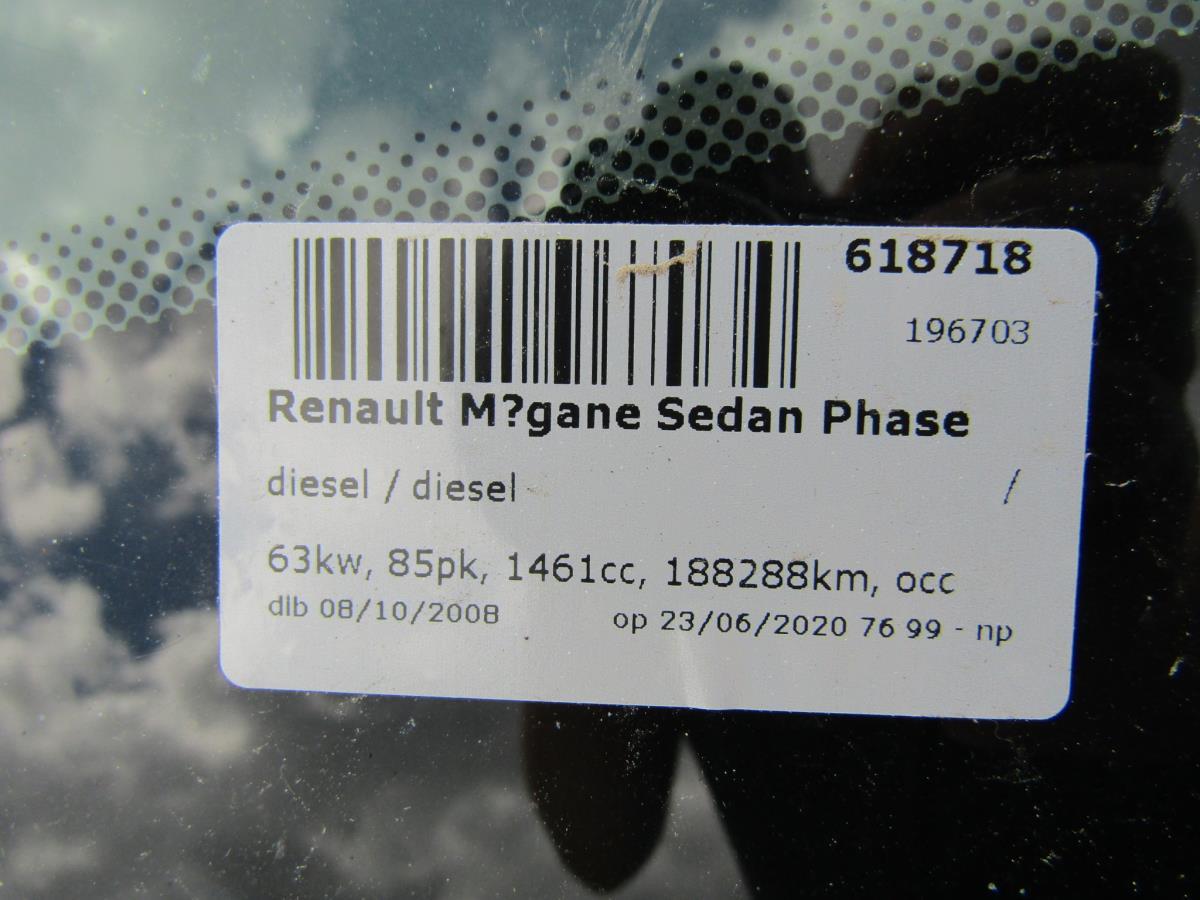 618718
196703
Renault M?gane Sedan Phase
diesel / diesel /
63kw, 85pk, 1461cc, 188288km, occ
dlb 08/10/2008 op 23/06/2020 76 99 - np